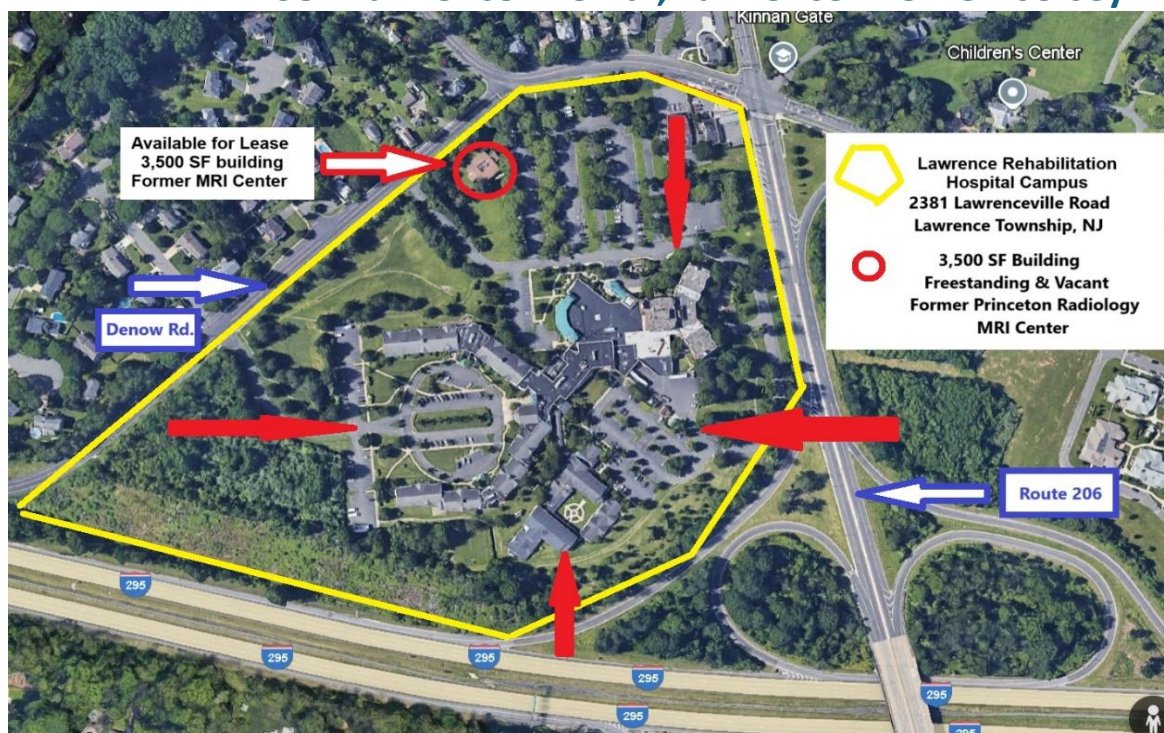 Kinnan Gate
Children's Center
Available for Lease
3,500 SF building
Former MRI Center
Lawrence Rehabilitation
Hospital Campus
2381 Lawrenceville Road
Lawrence Township, NJ
3,500 SF Building
Freestanding & Vacant
Former Princeton Radiology
MRI Center
Denow Rd.
Route 206
295
295
295
295
295
295